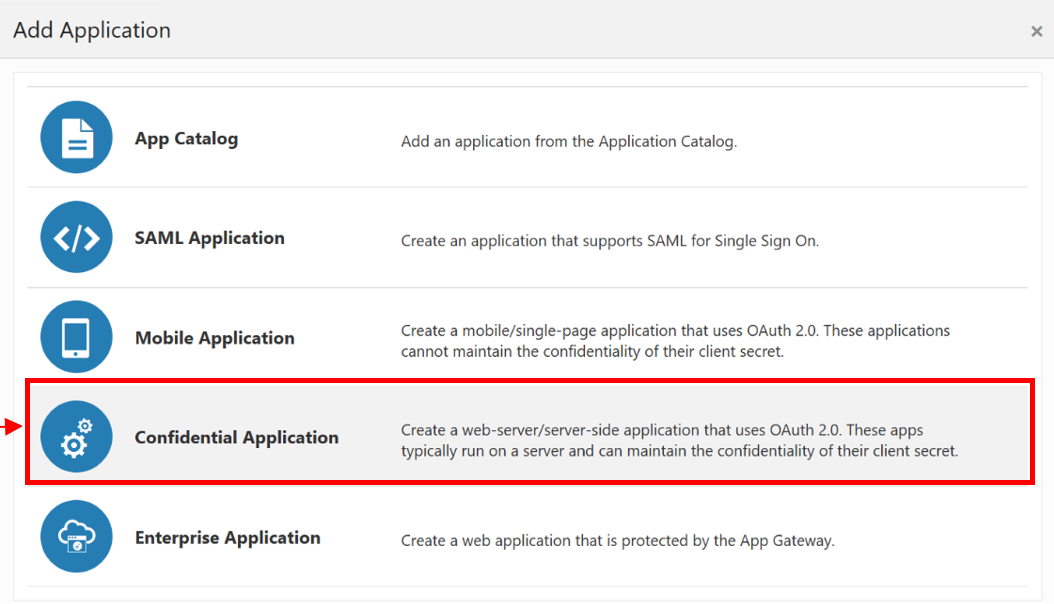 Add Application
×
App Catalog
Add an application from the Application Catalog.
SAML Application
Create an application that supports SAML for Single Sign On.
Mobile Application
Create a mobile/single-page application that uses OAuth 2.0. These applications
cannot maintain the confidentiality of their client secret.
Confidential Application
Create a web-server/server-side application that uses OAuth 2.0. These apps
typically run on a server and can maintain the confidentiality of their client secret.
Enterprise Application
Create a web application that is protected by the App Gateway.